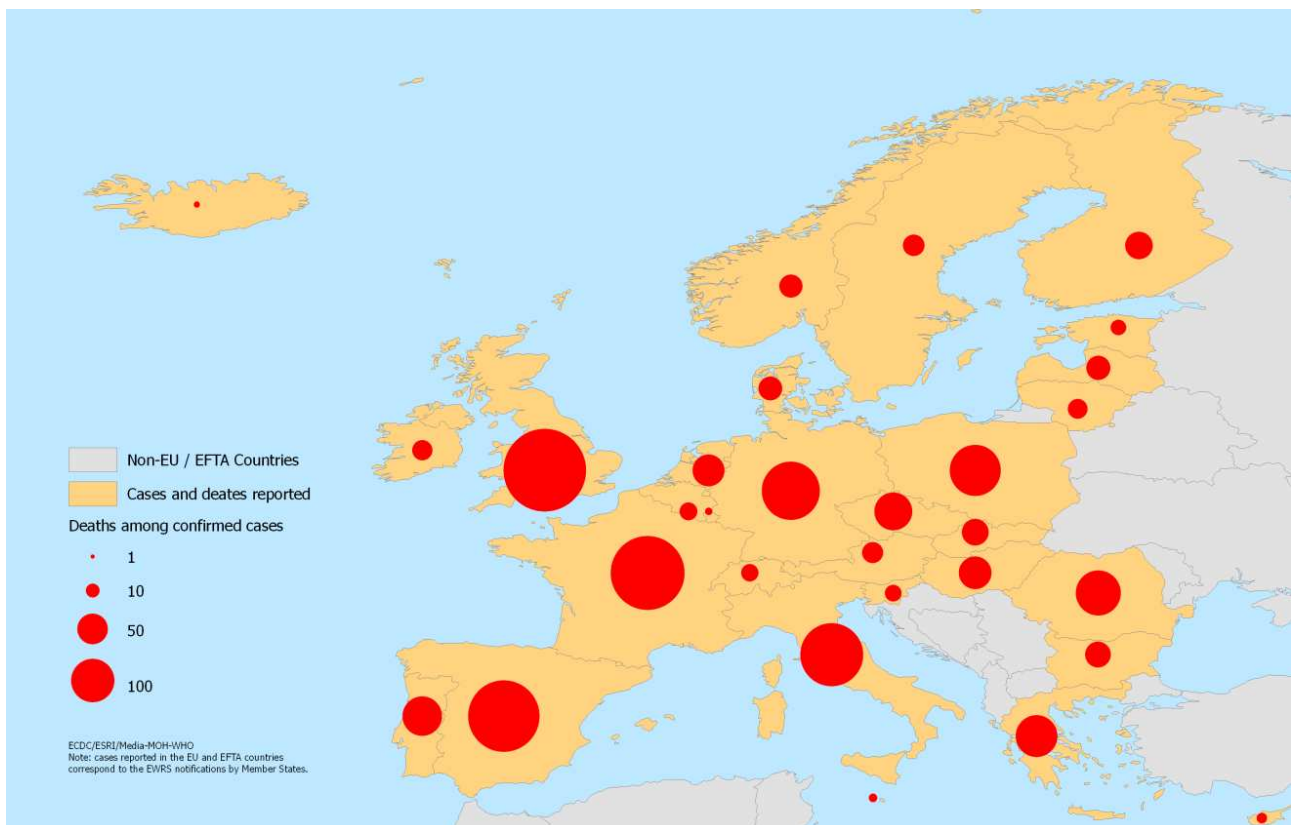 Non-EU / EFTA Countries
Cases and deates reported
Deaths among confirmed cases
1
10
50
100
ECDC/ESRI/Media-MOH-WHO
Note: cases reported in the EU and EFTA countries
correspond to the EWRS notifications by Member States.